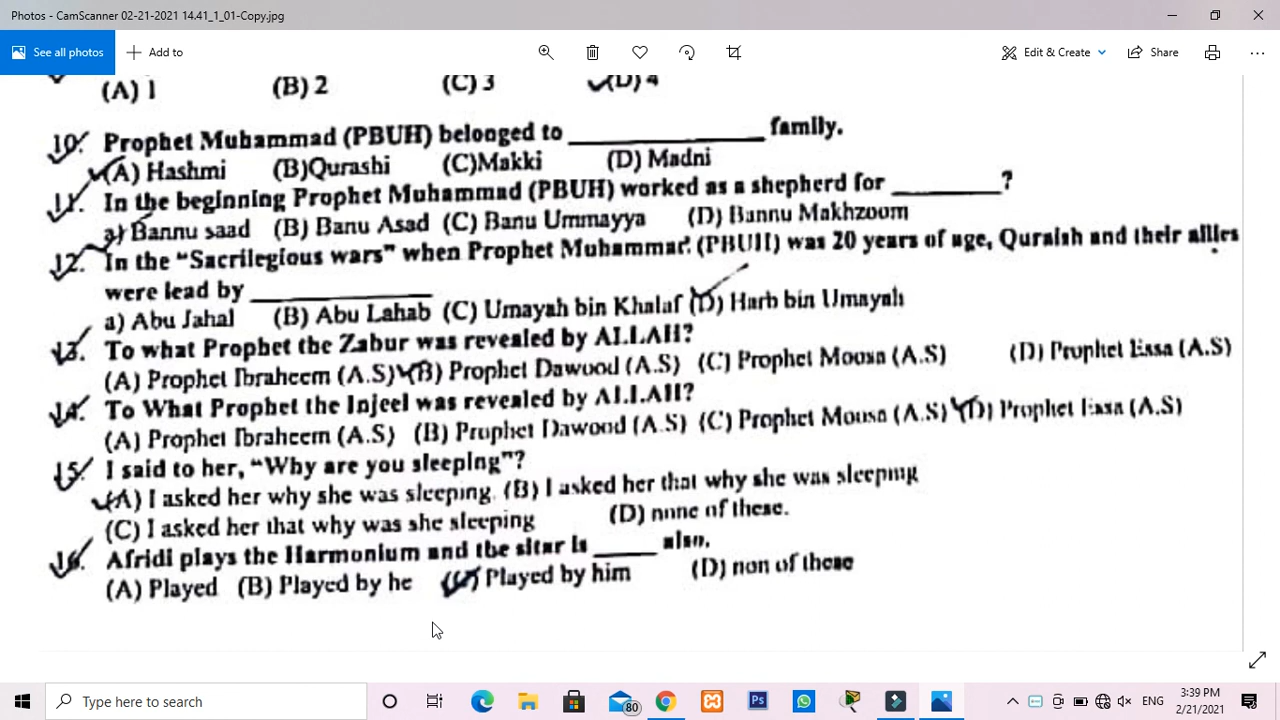 Photos - CamScanner 02-21-2021 14.41_1_01-Copy.jpg
See all photos Add to Edit & Create Share
(A) 1 (B) 2 (C) 3 (D) 4
10. Prophet Muhammad (PBUH) belonged to ______________ family.
(A) Hashmi (B)Qurashi (C)Makki (D) Madni
11. In the beginning Prophet Muhammad (PBUH) worked as a shepherd for _________?
a) Bannu saad (B) Banu Asad (C) Banu Ummayya (D) Bannu Makhzoom
12. In the “Sacrilegious wars” when Prophet Muhammad (PBUH) was 20 years of age, Quraish and their allies
were lead by ______________
a) Abu Jahal (B) Abu Lahab (C) Umayah bin Khalaf (D) Harb bin Umayah
13. To what Prophet the Zabur was revealed by ALLAH?
(A) Prophet Ibraheem (A.S) (B) Prophet Dawood (A.S) (C) Prophet Moosa (A.S) (D) Prophet Essa (A.S)
14. To What Prophet the Injeel was revealed by ALLAH?
(A) Prophet Ibraheem (A.S) (B) Prophet Dawood (A.S) (C) Prophet Mousa (A.S) (D) Prophet Essa (A.S)
15. I said to her, “Why are you sleeping”?
(A) I asked her why she was sleeping. (B) I asked her that why she was sleeping
(C) I asked her that why was she sleeping (D) none of these.
16. Afridi plays the Harmonium and the sitar is _____ also.
(A) Played (B) Played by he (C) Played by him (D) non of these
Type here to search 80 Ps ENG 3:39 PM
2/21/2021